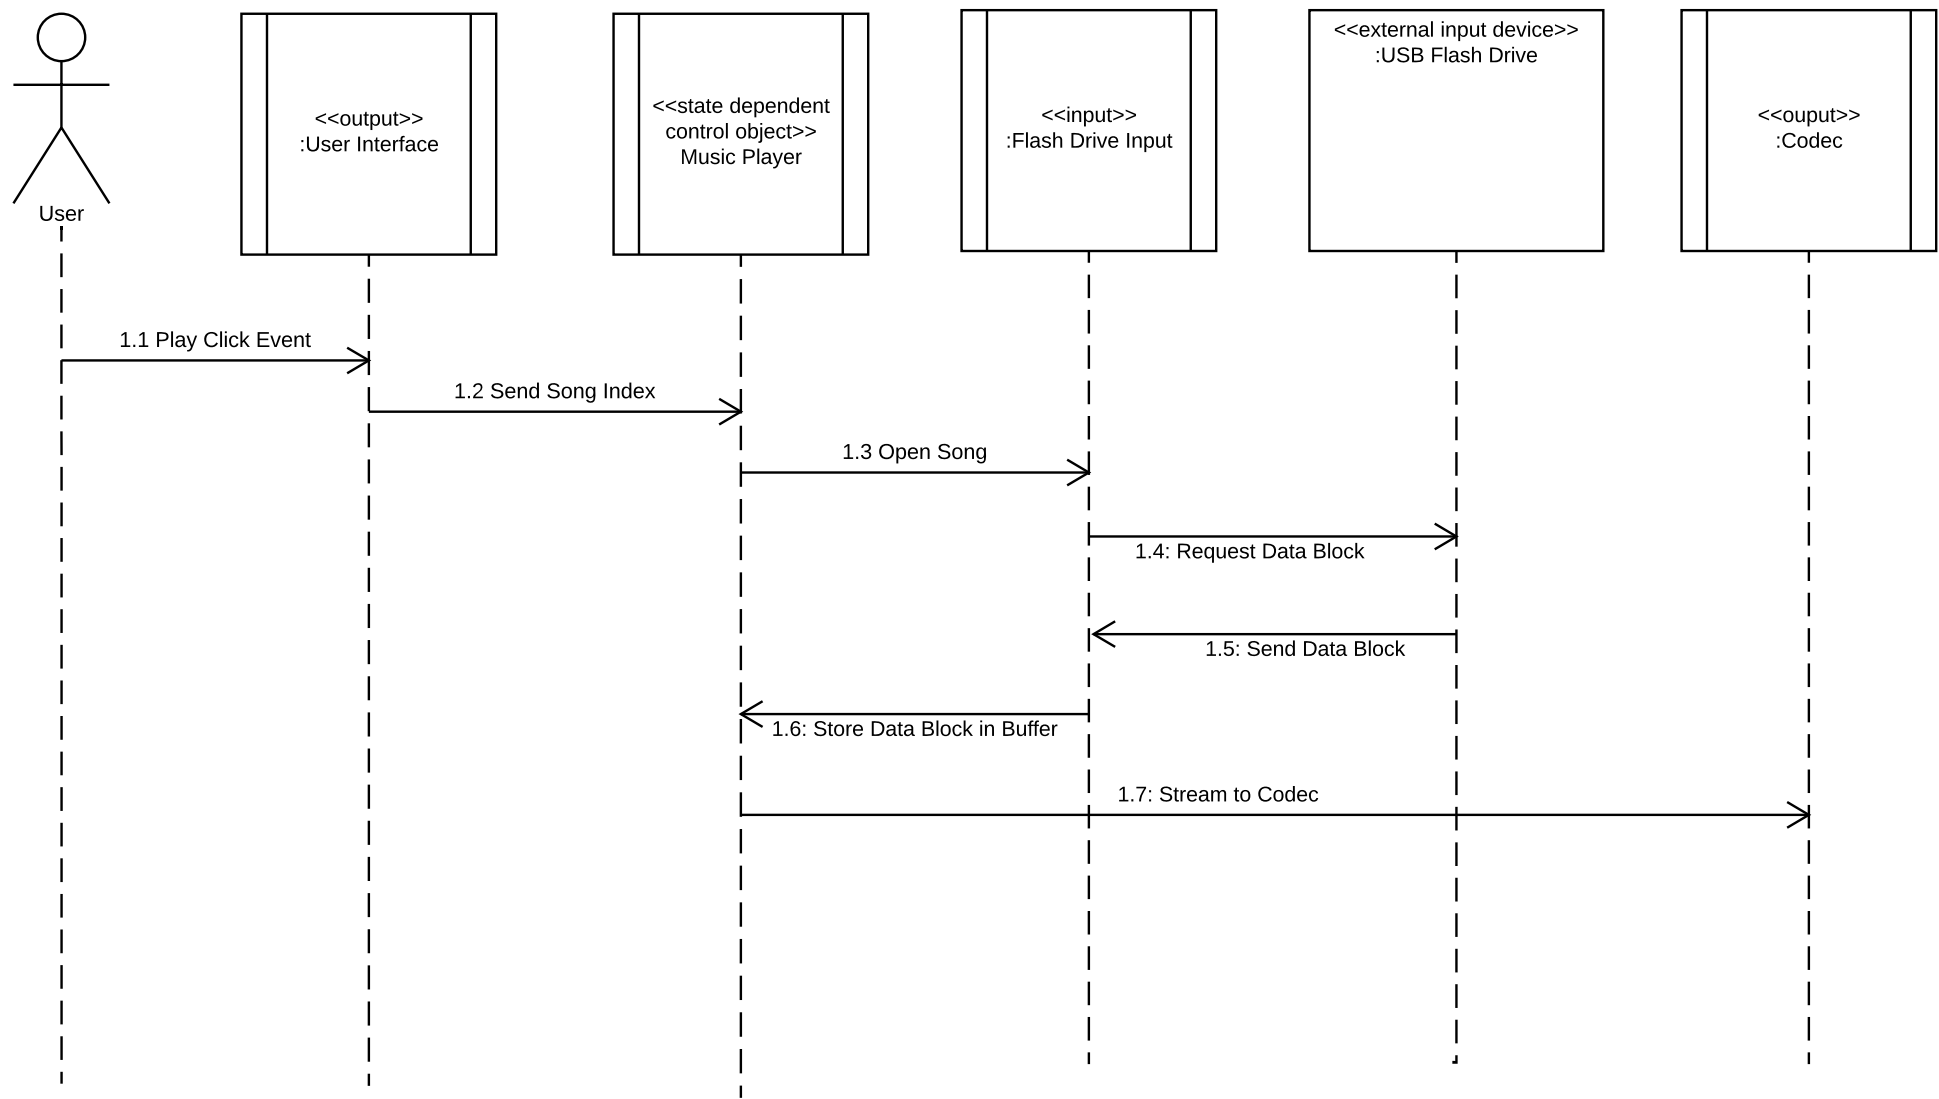 User
<<output>>
:User Interface
<<state dependent
control object>>
Music Player
<<input>>
:Flash Drive Input
<<external input device>>
:USB Flash Drive
<<ouput>>
:Codec
1.1 Play Click Event
1.2 Send Song Index
1.3 Open Song
1.4: Request Data Block
1.5: Send Data Block
1.6: Store Data Block in Buffer
1.7: Stream to Codec